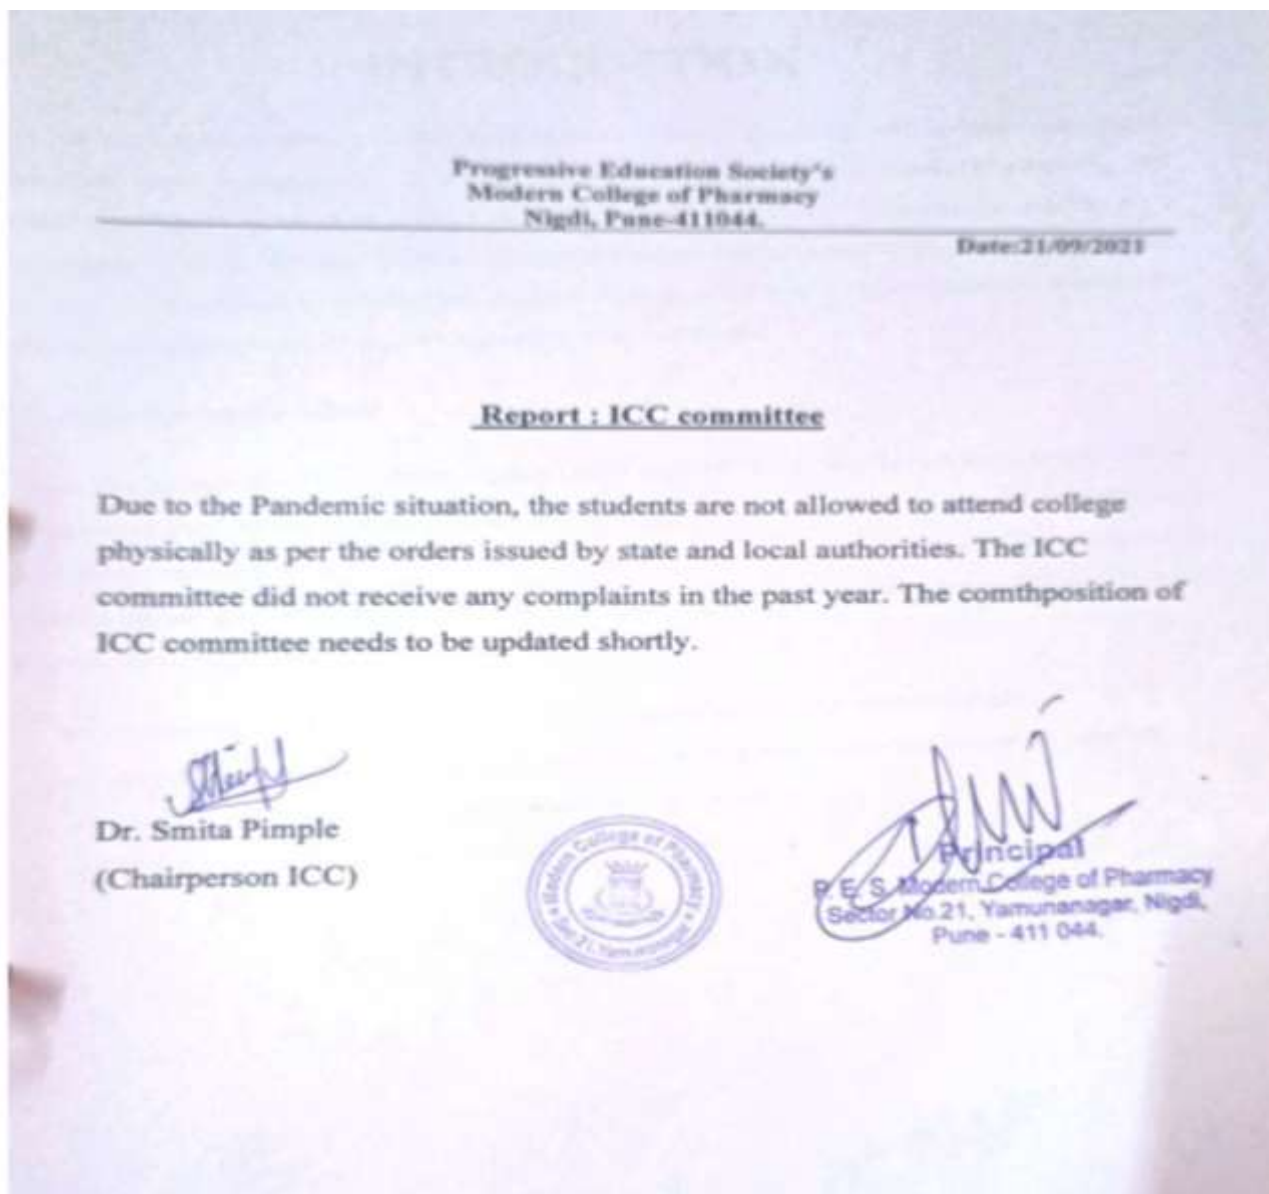 Progressive Education Society's
Modern College of Pharmacy
Nigdi, Pune-411044.
Date:21/09/2021
Report : ICC committee
Due to the Pandemic situation, the students are not allowed to attend college
physically as per the orders issued by state and local authorities. The ICC
committee did not receive any complaints in the past year. The comthposition of
ICC committee needs to be updated shortly.
Dr. Smita Pimple
(Chairperson ICC)
Modern College of Pharmacy
Principal
P. E. S. Modern College of Pharmacy
Sector No.21, Yamunanagar, Nigdi,
Pune - 411 044.